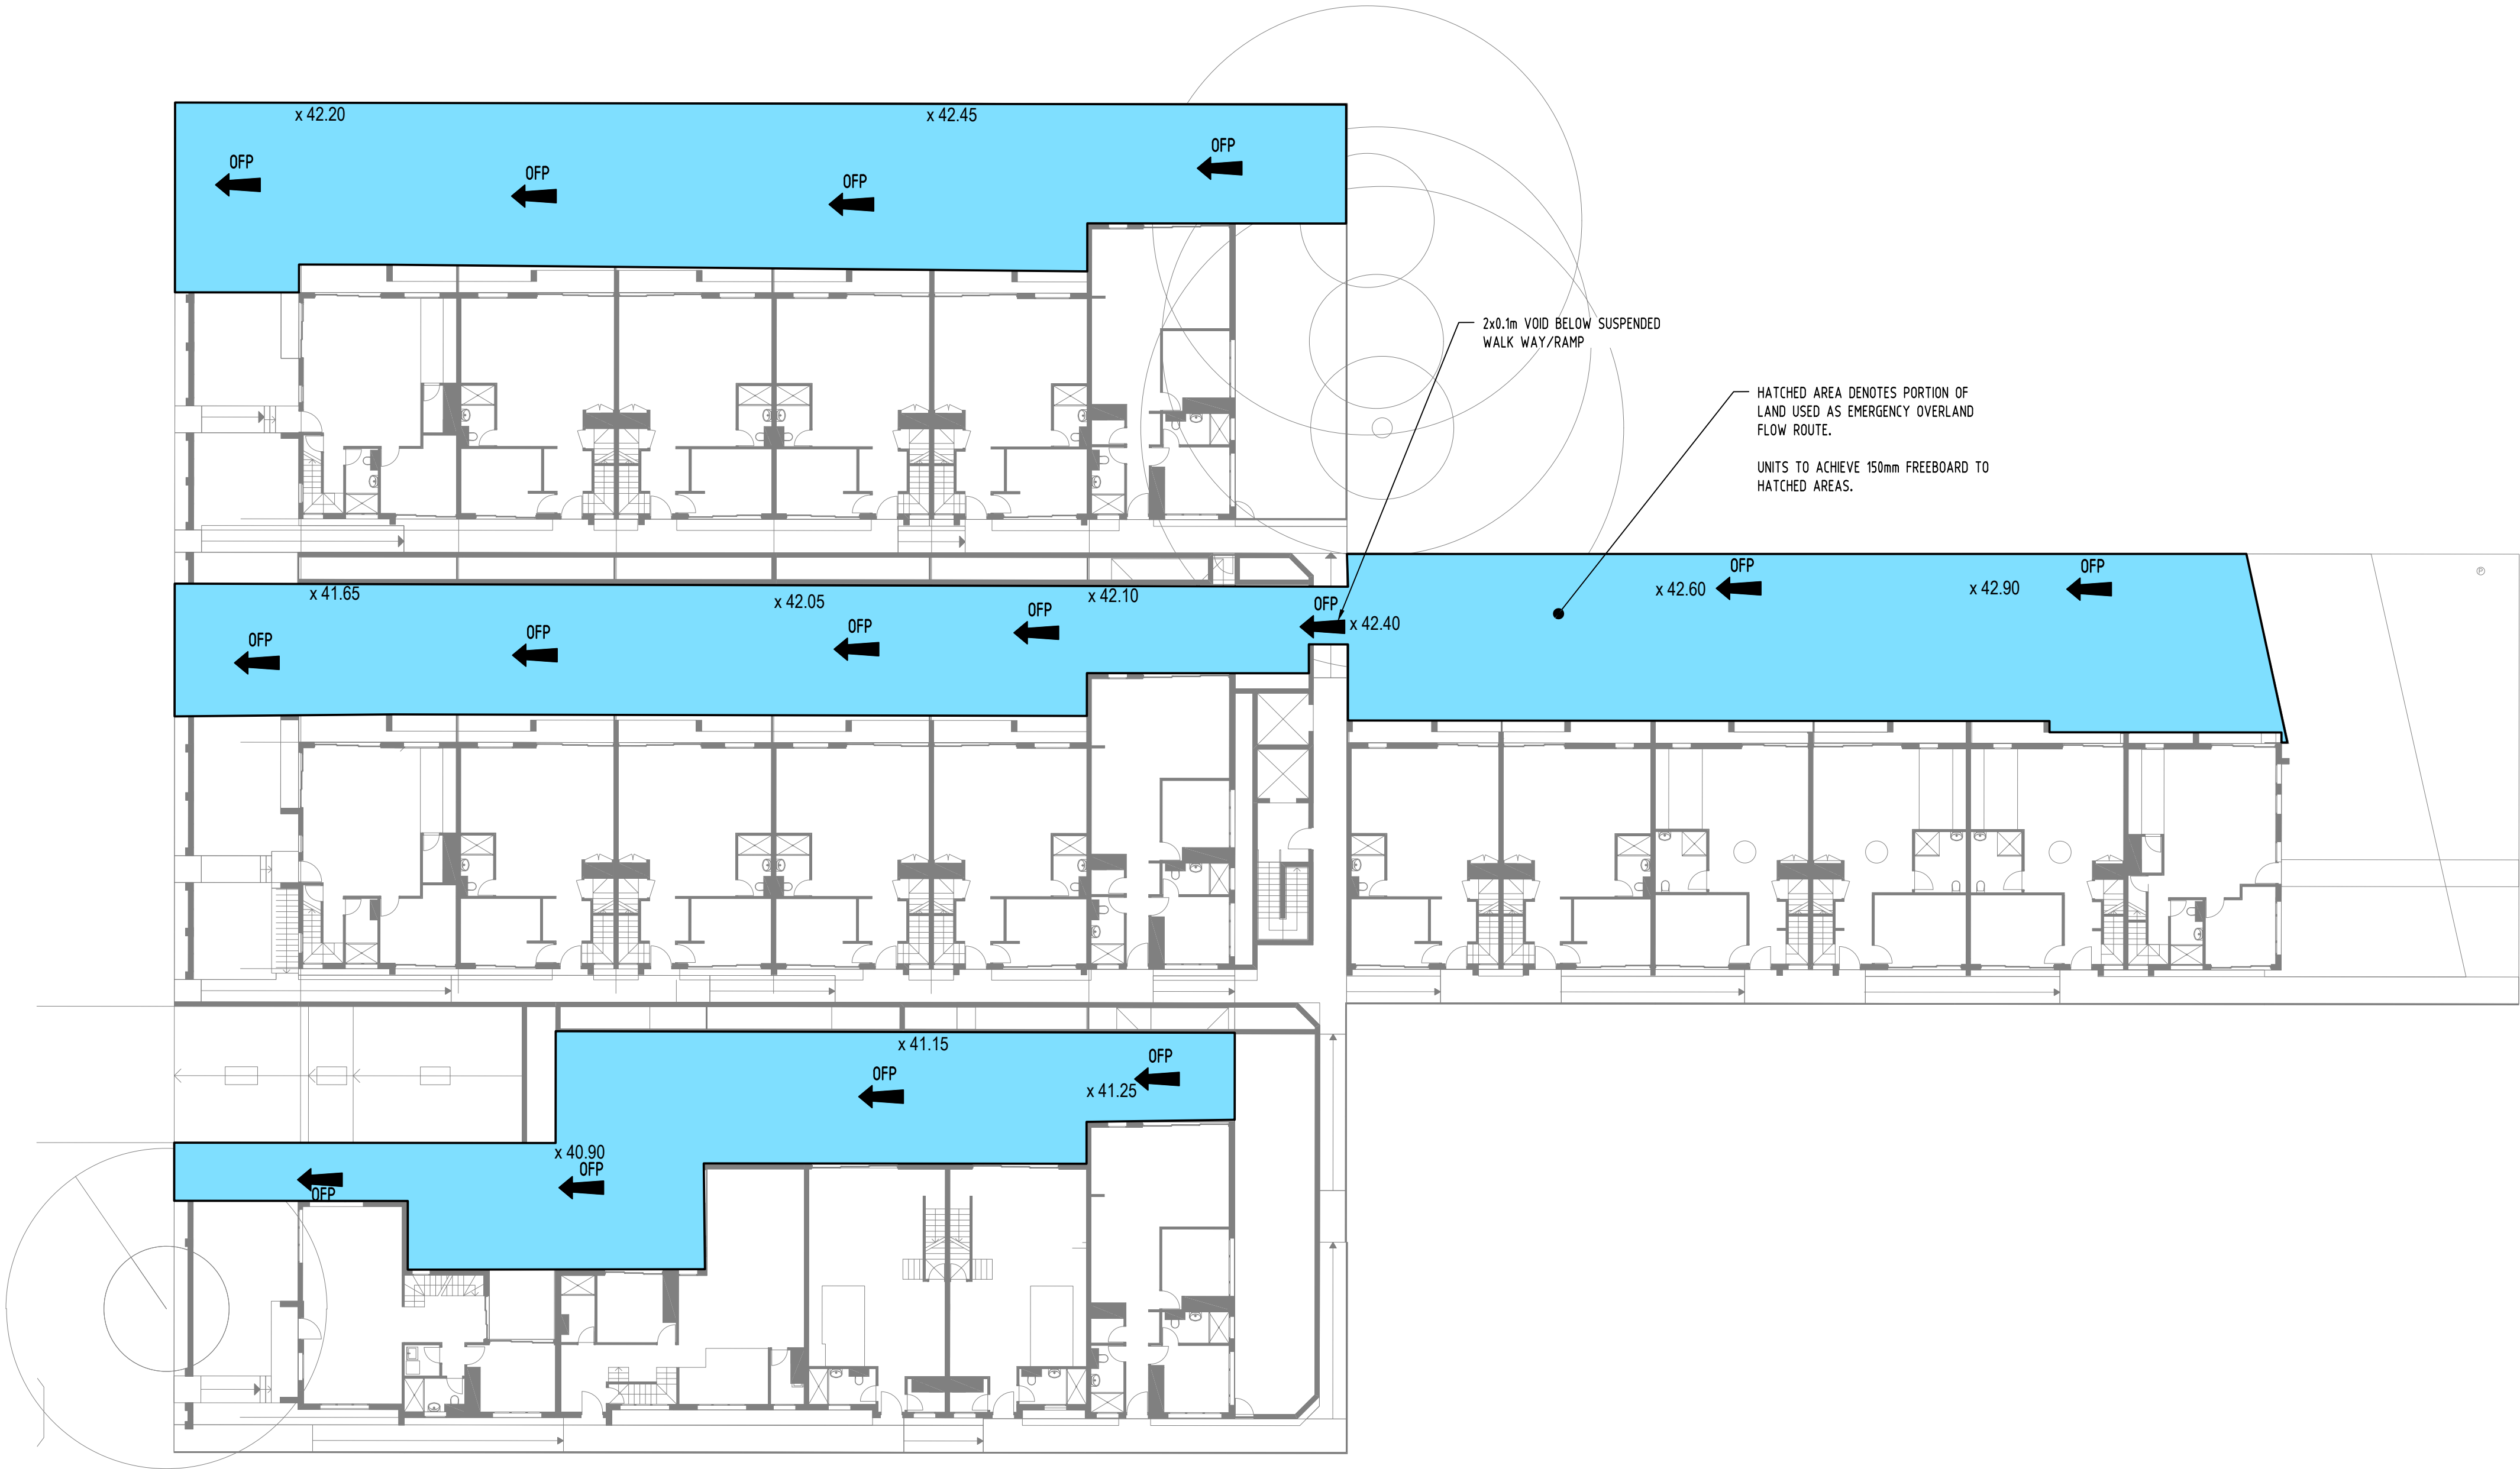 x 42.20
x 42.45
OFP
OFP
OFP
OFP
2x0.1m VOID BELOW SUSPENDED
WALK WAY/RAMP
HATCHED AREA DENOTES PORTION OF
LAND USED AS EMERGENCY OVERLAND
FLOW ROUTE.
UNITS TO ACHIEVE 150mm FREEBOARD TO
HATCHED AREAS.
x 41.65
x 42.05
x 42.10
OFP
OFP
OFP
OFP
OFP
x 42.40
x 42.60
OFP
x 42.90
OFP
P
x 41.15
OFP
OFP
x 41.25
x 40.90
OFP
OFP